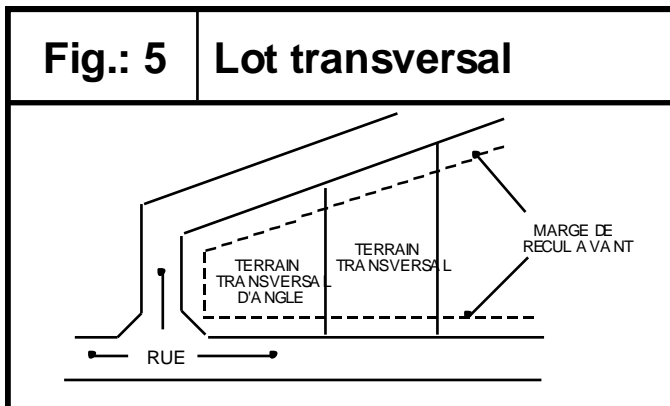 Fig.: 5 Lot transversal
MARGE DE
RECUL AVANT
TERRAIN
TRANSVERSAL
TERRAIN
TRANSVERSAL
D'ANGLE
RUE